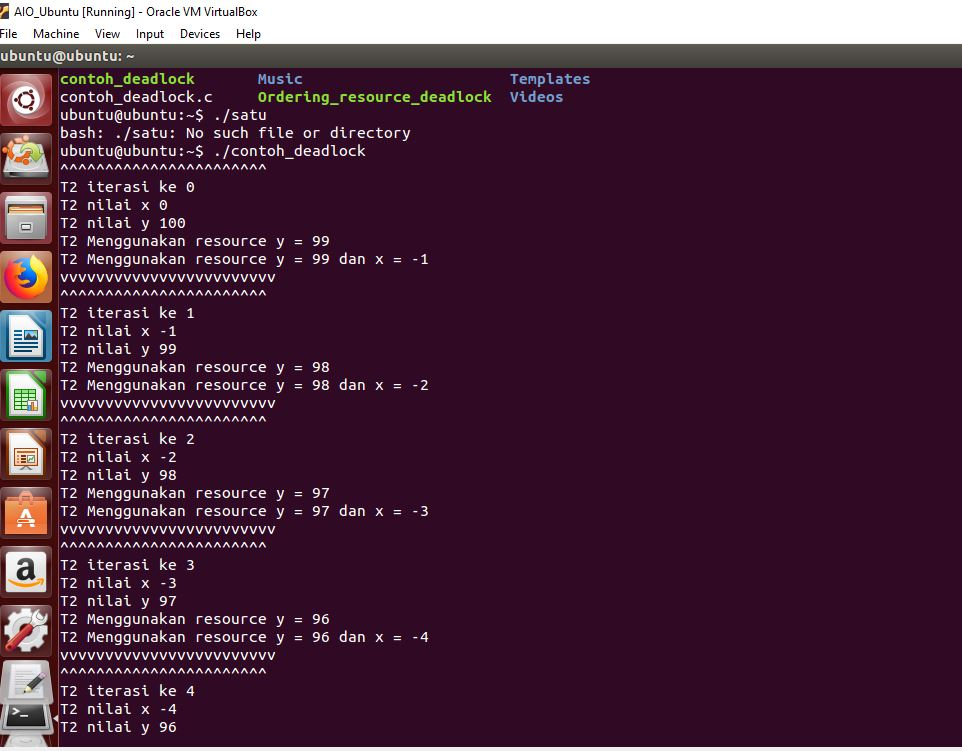 AIO_Ubuntu [Running] - Oracle VM VirtualBox
File Machine View Input Devices Help
ubuntu@ubuntu: ~
contoh_deadlock Music Templates
contoh_deadlock.c Ordering_resource_deadlock Videos
ubuntu@ubuntu:~$ ./satu
bash: ./satu: No such file or directory
ubuntu@ubuntu:~$ ./contoh_deadlock
^^^^^^^^^^^^^^^^^^^^^^^
T2 iterasi ke 0
T2 nilai x 0
T2 nilai y 100
T2 Menggunakan resource y = 99
T2 Menggunakan resource y = 99 dan x = -1
vvvvvvvvvvvvvvvvvvvvvvvv
^^^^^^^^^^^^^^^^^^^^^^^
T2 iterasi ke 1
T2 nilai x -1
T2 nilai y 99
T2 Menggunakan resource y = 98
T2 Menggunakan resource y = 98 dan x = -2
vvvvvvvvvvvvvvvvvvvvvvvv
^^^^^^^^^^^^^^^^^^^^^^^
T2 iterasi ke 2
T2 nilai x -2
T2 nilai y 98
T2 Menggunakan resource y = 97
T2 Menggunakan resource y = 97 dan x = -3
vvvvvvvvvvvvvvvvvvvvvvvv
^^^^^^^^^^^^^^^^^^^^^^^
T2 iterasi ke 3
T2 nilai x -3
T2 nilai y 97
T2 Menggunakan resource y = 96
T2 Menggunakan resource y = 96 dan x = -4
vvvvvvvvvvvvvvvvvvvvvvvv
^^^^^^^^^^^^^^^^^^^^^^^
T2 iterasi ke 4
T2 nilai x -4
T2 nilai y 96